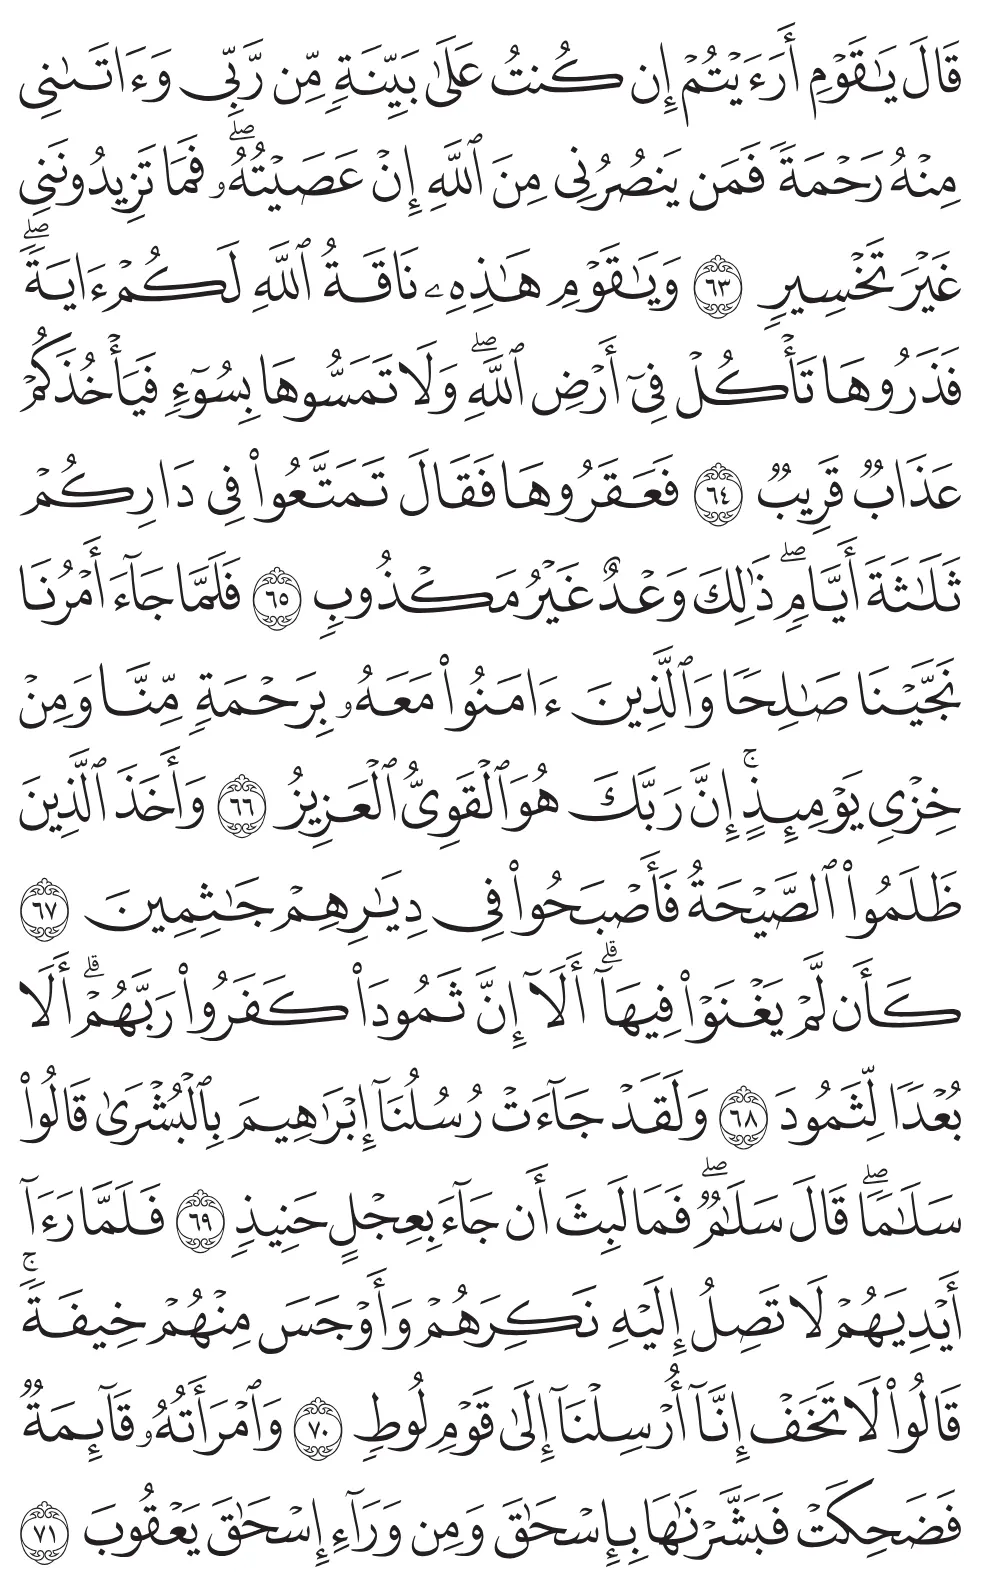 قَالَ يَٰقَوْمِ أَرَءَيْتُمْ إِن كُنتُ عَلَىٰ بَيِّنَةٍ مِّن رَّبِّى وَءَاتَىٰنِى
مِنْهُ رَحْمَةً فَمَن يَنصُرُنِى مِنَ ٱللَّهِ إِنْ عَصَيْتُهُۥۖ فَمَا تَزِيدُونَنِى
غَيْرَ تَخْسِيرٍ ٦٣ وَيَٰقَوْمِ هَٰذِهِۦ نَاقَةُ ٱللَّهِ لَكُمْ ءَايَةًۖ
فَذَرُوهَا تَأْكُلْ فِىٓ أَرْضِ ٱللَّهِۖ وَلَا تَمَسُّوهَا بِسُوٓءٍ فَيَأْخُذَكُمْ
عَذَابٌ قَرِيبٌ ٦٤ فَعَقَرُوهَا فَقَالَ تَمَتَّعُوا۟ فِى دَارِكُمْ
ثَلَٰثَةَ أَيَّامٍۖ ذَٰلِكَ وَعْدٌ غَيْرُ مَكْذُوبٍ ٦٥ فَلَمَّا جَآءَ أَمْرُنَا
نَجَّيْنَا صَٰلِحًا وَٱلَّذِينَ ءَامَنُوا۟ مَعَهُۥ بِرَحْمَةٍ مِّنَّا وَمِنْ
خِزْىِ يَوْمِئِذٍۚ إِنَّ رَبَّكَ هُوَ ٱلْقَوِىُّ ٱلْعَزِيزُ ٦٦ وَأَخَذَ ٱلَّذِينَ
ظَلَمُوا۟ ٱلصَّيْحَةُ فَأَصْبَحُوا۟ فِى دِيَٰرِهِمْ جَٰثِمِينَ ٦٧
كَأَن لَّمْ يَغْنَوْا۟ فِيهَآۗ أَلَآ إِنَّ ثَمُودَا۟ كَفَرُوا۟ رَبَّهُمْۗ أَلَا
بُعْدًا لِّثَمُودَ ٦٨ وَلَقَدْ جَآءَتْ رُسُلُنَآ إِبْرَٰهِيمَ بِٱلْبُشْرَىٰ قَالُوا۟
سَلَٰمًاۖ قَالَ سَلَٰمٌۖ فَمَا لَبِثَ أَن جَآءَ بِعِجْلٍ حَنِيذٍ ٦٩ فَلَمَّا رَءَآ
أَيْدِيَهُمْ لَا تَصِلُ إِلَيْهِ نَكِرَهُمْ وَأَوْجَسَ مِنْهُمْ خِيفَةًۚ
قَالُوا۟ لَا تَخَفْ إِنَّآ أُرْسِلْنَآ إِلَىٰ قَوْمِ لُوطٍ ٧٠ وَٱمْرَأَتُهُۥ قَآئِمَةٌ
فَضَحِكَتْ فَبَشَّرْنَٰهَا بِإِسْحَٰقَ وَمِن وَرَآءِ إِسْحَٰقَ يَعْقُوبَ ٧١